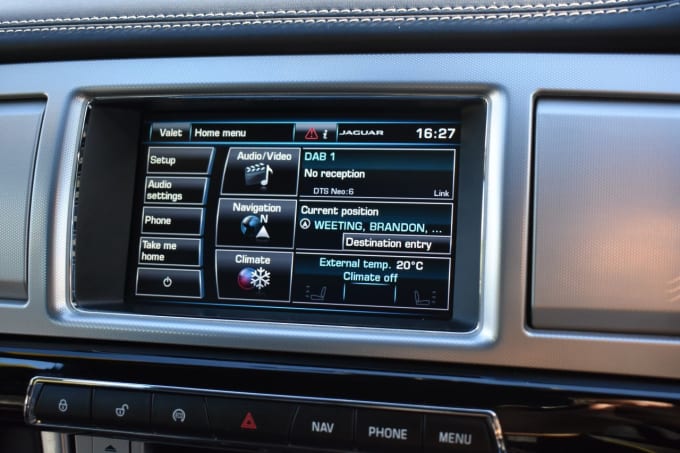 Valet Home menu i JAGUAR 16:27
Setup
Audio settings
Phone
Take me home
Audio/Video
DAB 1
No reception
DTS Neo:6 Link
Navigation
N
Current position
WEETING, BRANDON, ...
Destination entry
Climate
External temp. 20°C
Climate off
NAV PHONE MENU